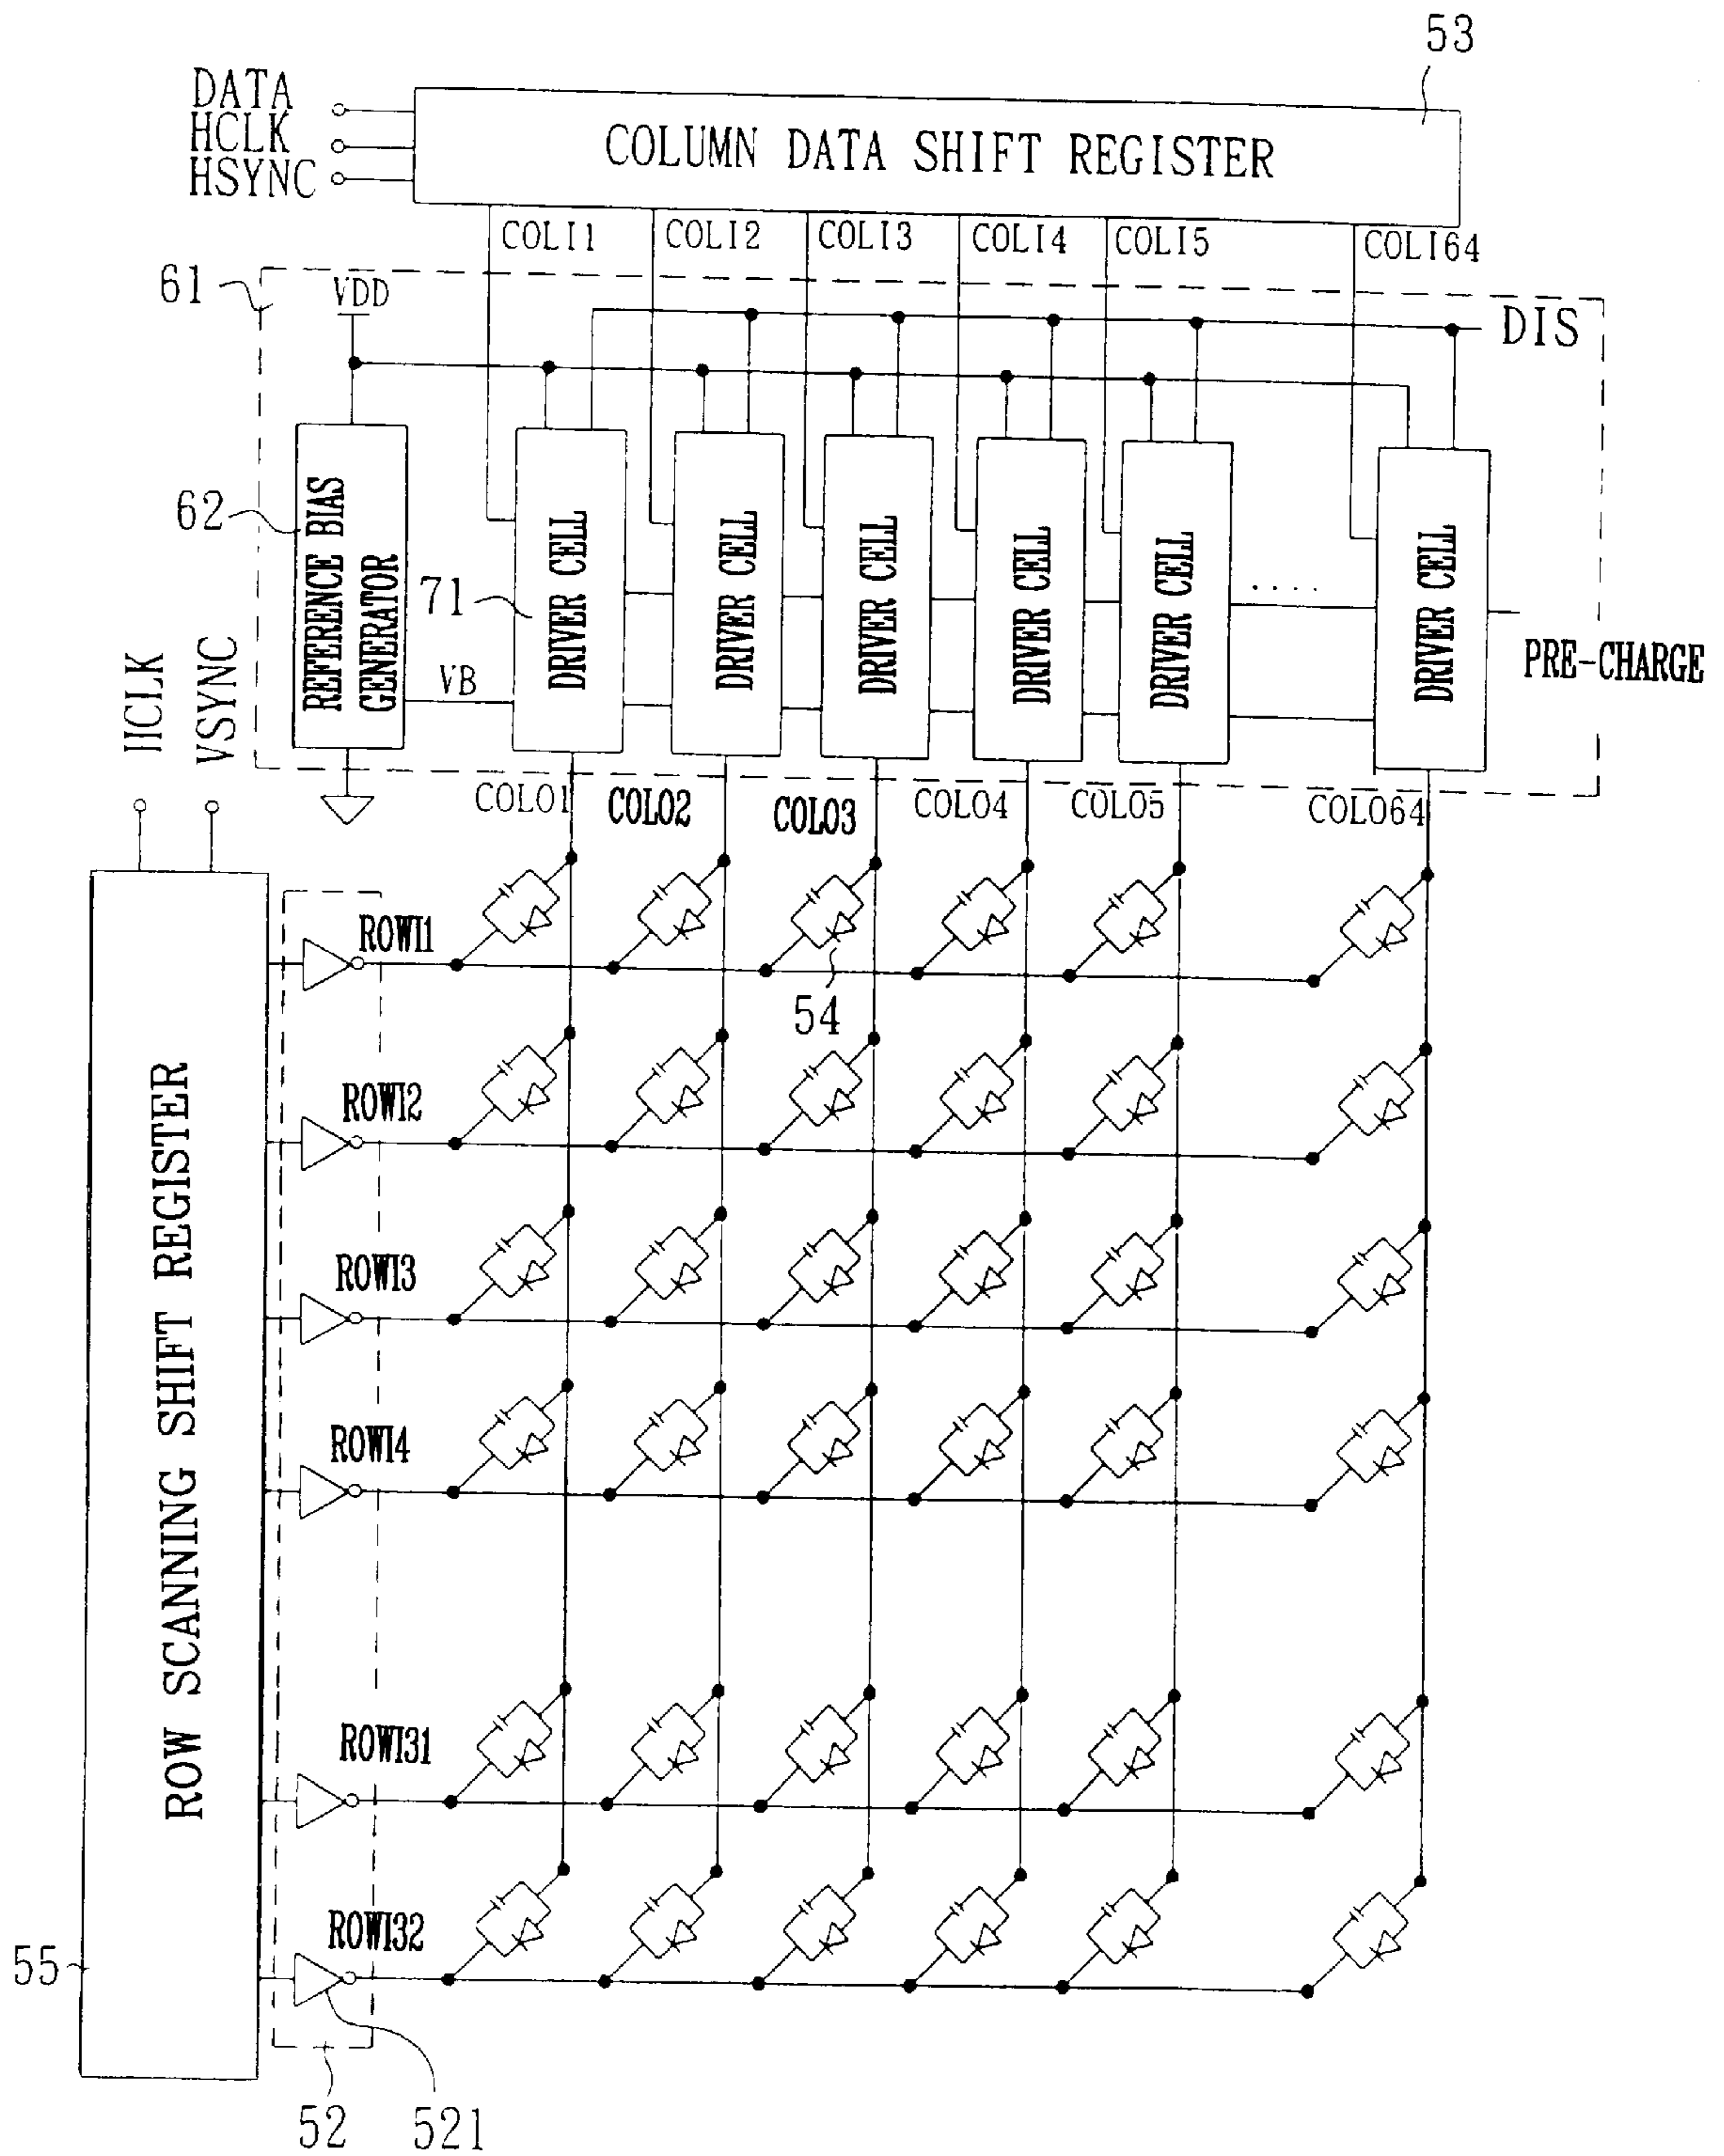 53
DATA
HCLK
HSYNC
COLUMN DATA SHIFT REGISTER
COLI1
COLI2
COLI3
COLI4
COLI5
COLI64
61
VDD
DIS
62
REFERENCE BIAS
GENERATOR
71
DRIVER CELL
DRIVER CELL
DRIVER CELL
DRIVER CELL
DRIVER CELL
....
DRIVER CELL
VB
PRE-CHARGE
HCLK
VSYNC
COLO1
COLO2
COLO3
COLO4
COLO5
COLO64
ROWI1
54
ROWI2
ROW SCANNING SHIFT REGISTER
ROWI3
ROWI4
ROWI31
ROWI32
55
52
521